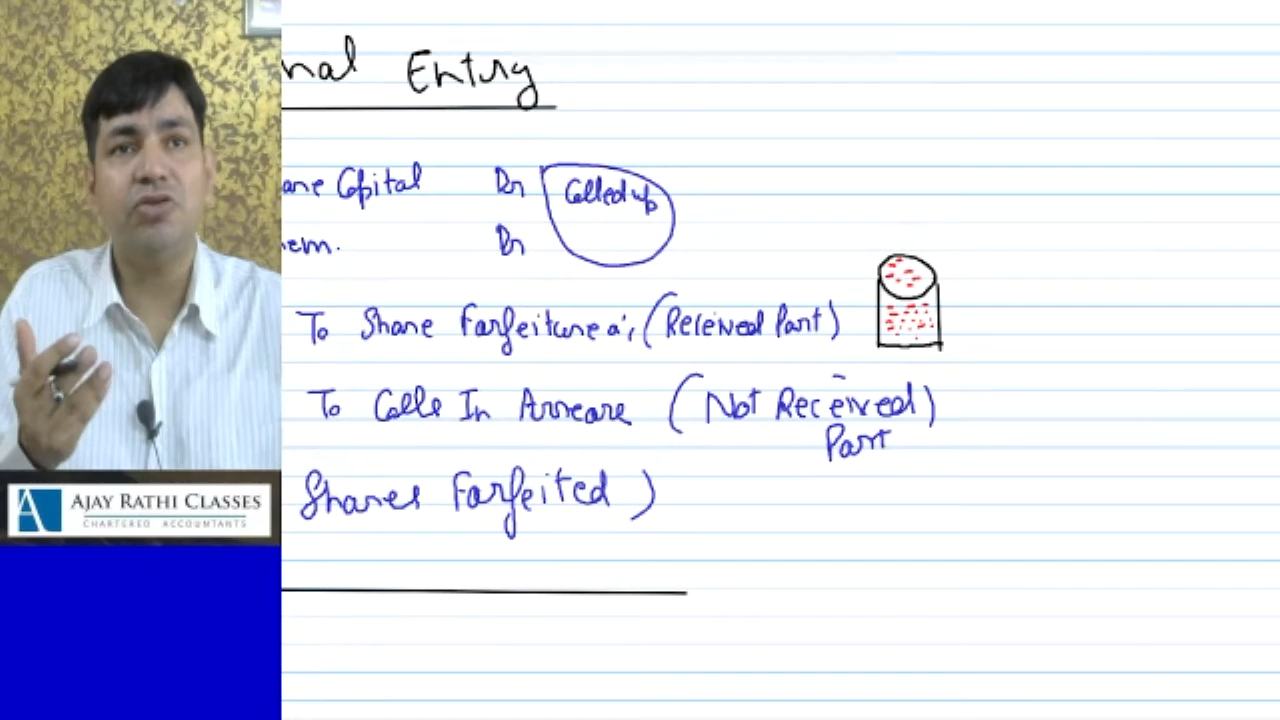 nal Entry
are Capital Dr Called up
rem. Dr
To Share Forfeiture a/c (Received Part)
To Calls In Arrears (Not Received Part
Shares Forfeited )
AJAY RATHI CLASSES
CHARTERED ACCOUNTANTS